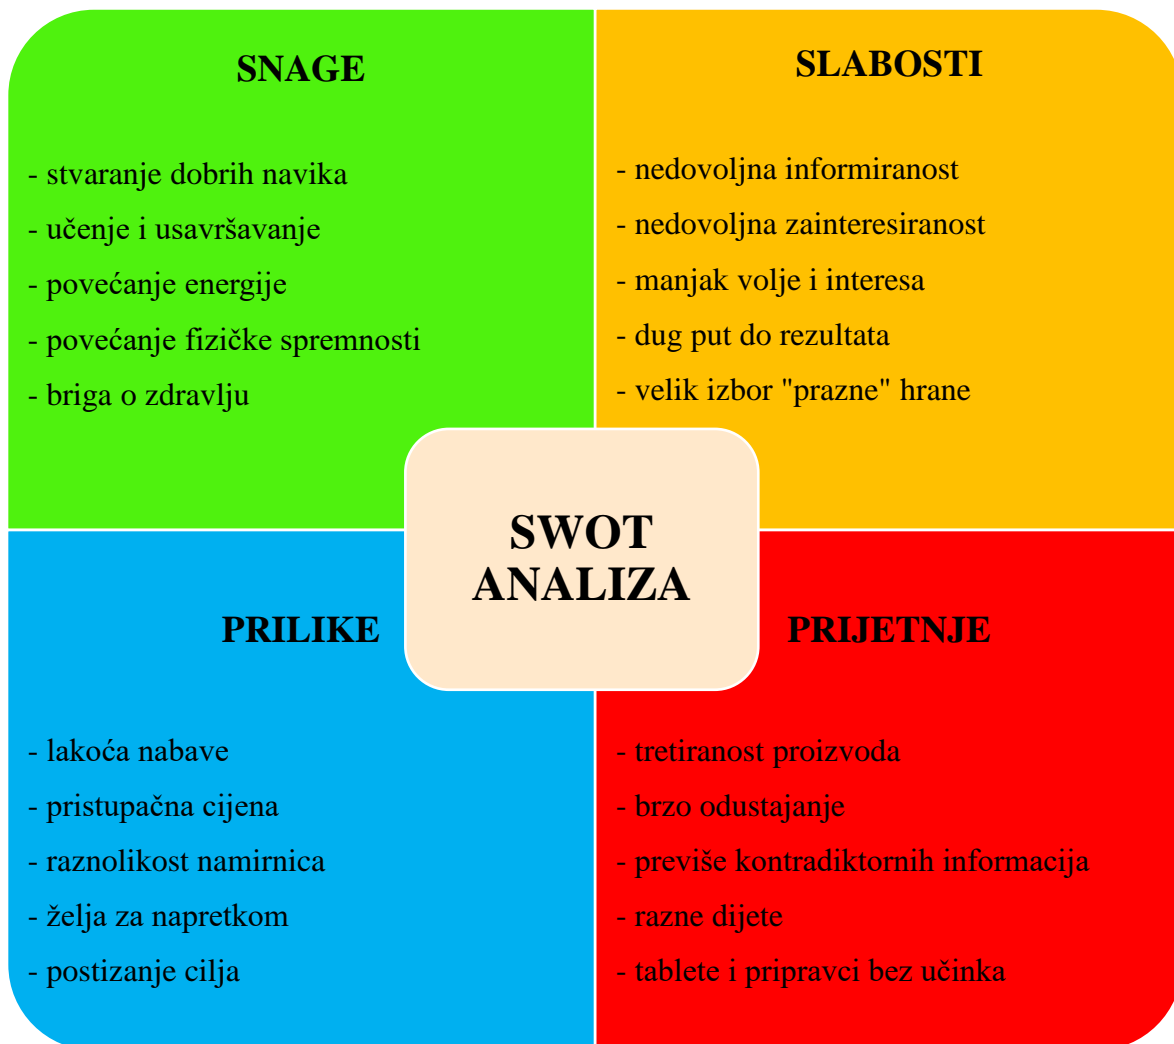 SNAGE
- stvaranje dobrih navika
- učenje i usavršavanje
- povećanje energije
- povećanje fizičke spremnosti
- briga o zdravlju
SLABOSTI
- nedovoljna informiranost
- nedovoljna zainteresiranost
- manjak volje i interesa
- dug put do rezultata
- velik izbor "prazne" hrane
SWOT
ANALIZA
PRILIKE
- lakoća nabave
- pristupačna cijena
- raznolikost namirnica
- želja za napretkom
- postizanje cilja
PRIJETNJE
- tretiranost proizvoda
- brzo odustajanje
- previše kontradiktornih informacija
- razne dijete
- tablete i pripravci bez učinka